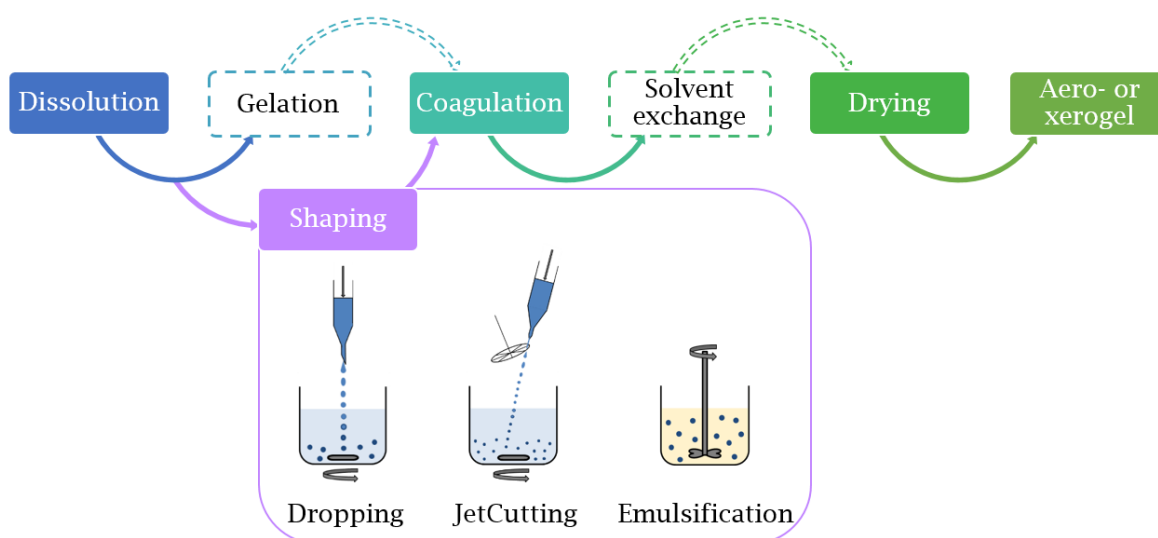 Dissolution
Gelation
Coagulation
Solvent
exchange
Drying
Aero- or
xerogel
Shaping
Dropping
JetCutting
Emulsification